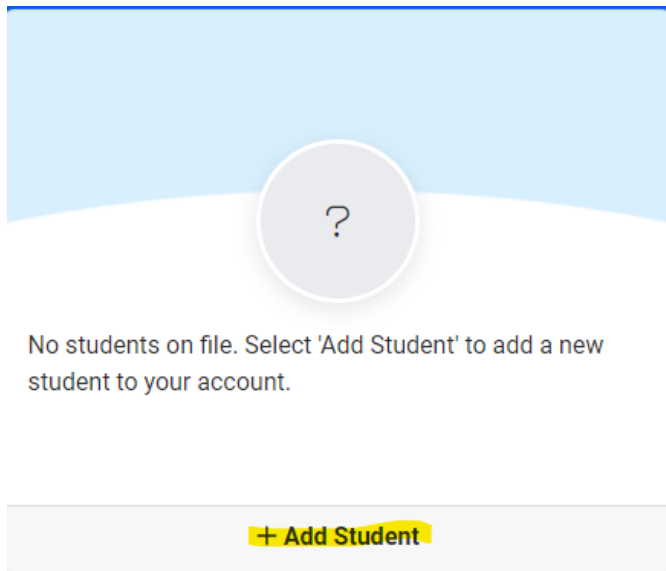 ?
No students on file. Select 'Add Student' to add a new
student to your account.
+ Add Student